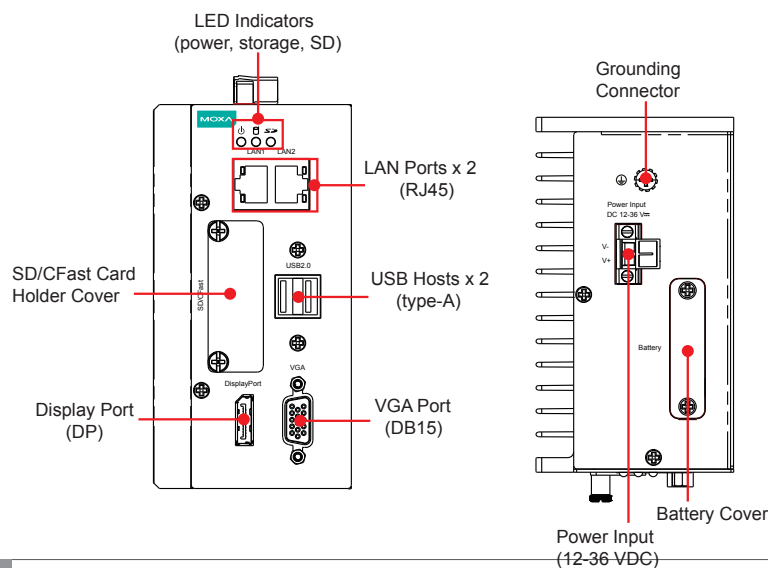 LED Indicators
(power, storage, SD)
MOXA
SD
LAN1 LAN2
LAN Ports x 2
(RJ45)
SD/CFast Card
Holder Cover
SD/CFast
USB2.0
USB Hosts x 2
(type-A)
DisplayPort
Display Port
(DP)
VGA
VGA Port
(DB15)
Grounding
Connector
Power Input
DC 12-36 V⎓
V-
V+
Battery
Battery Cover
Power Input
(12-36 VDC)